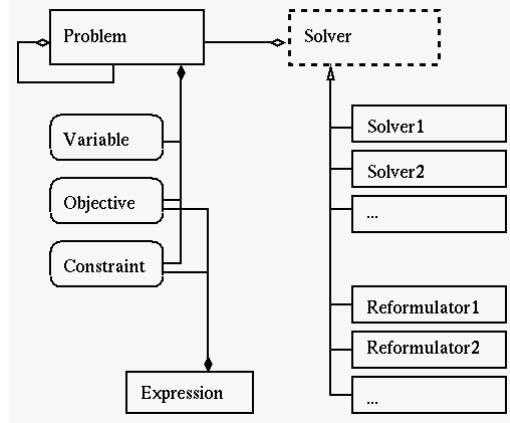 Problem
Solver
Variable
Objective
Constraint
Expression
Solver1
Solver2
...
Reformulator1
Reformulator2
...